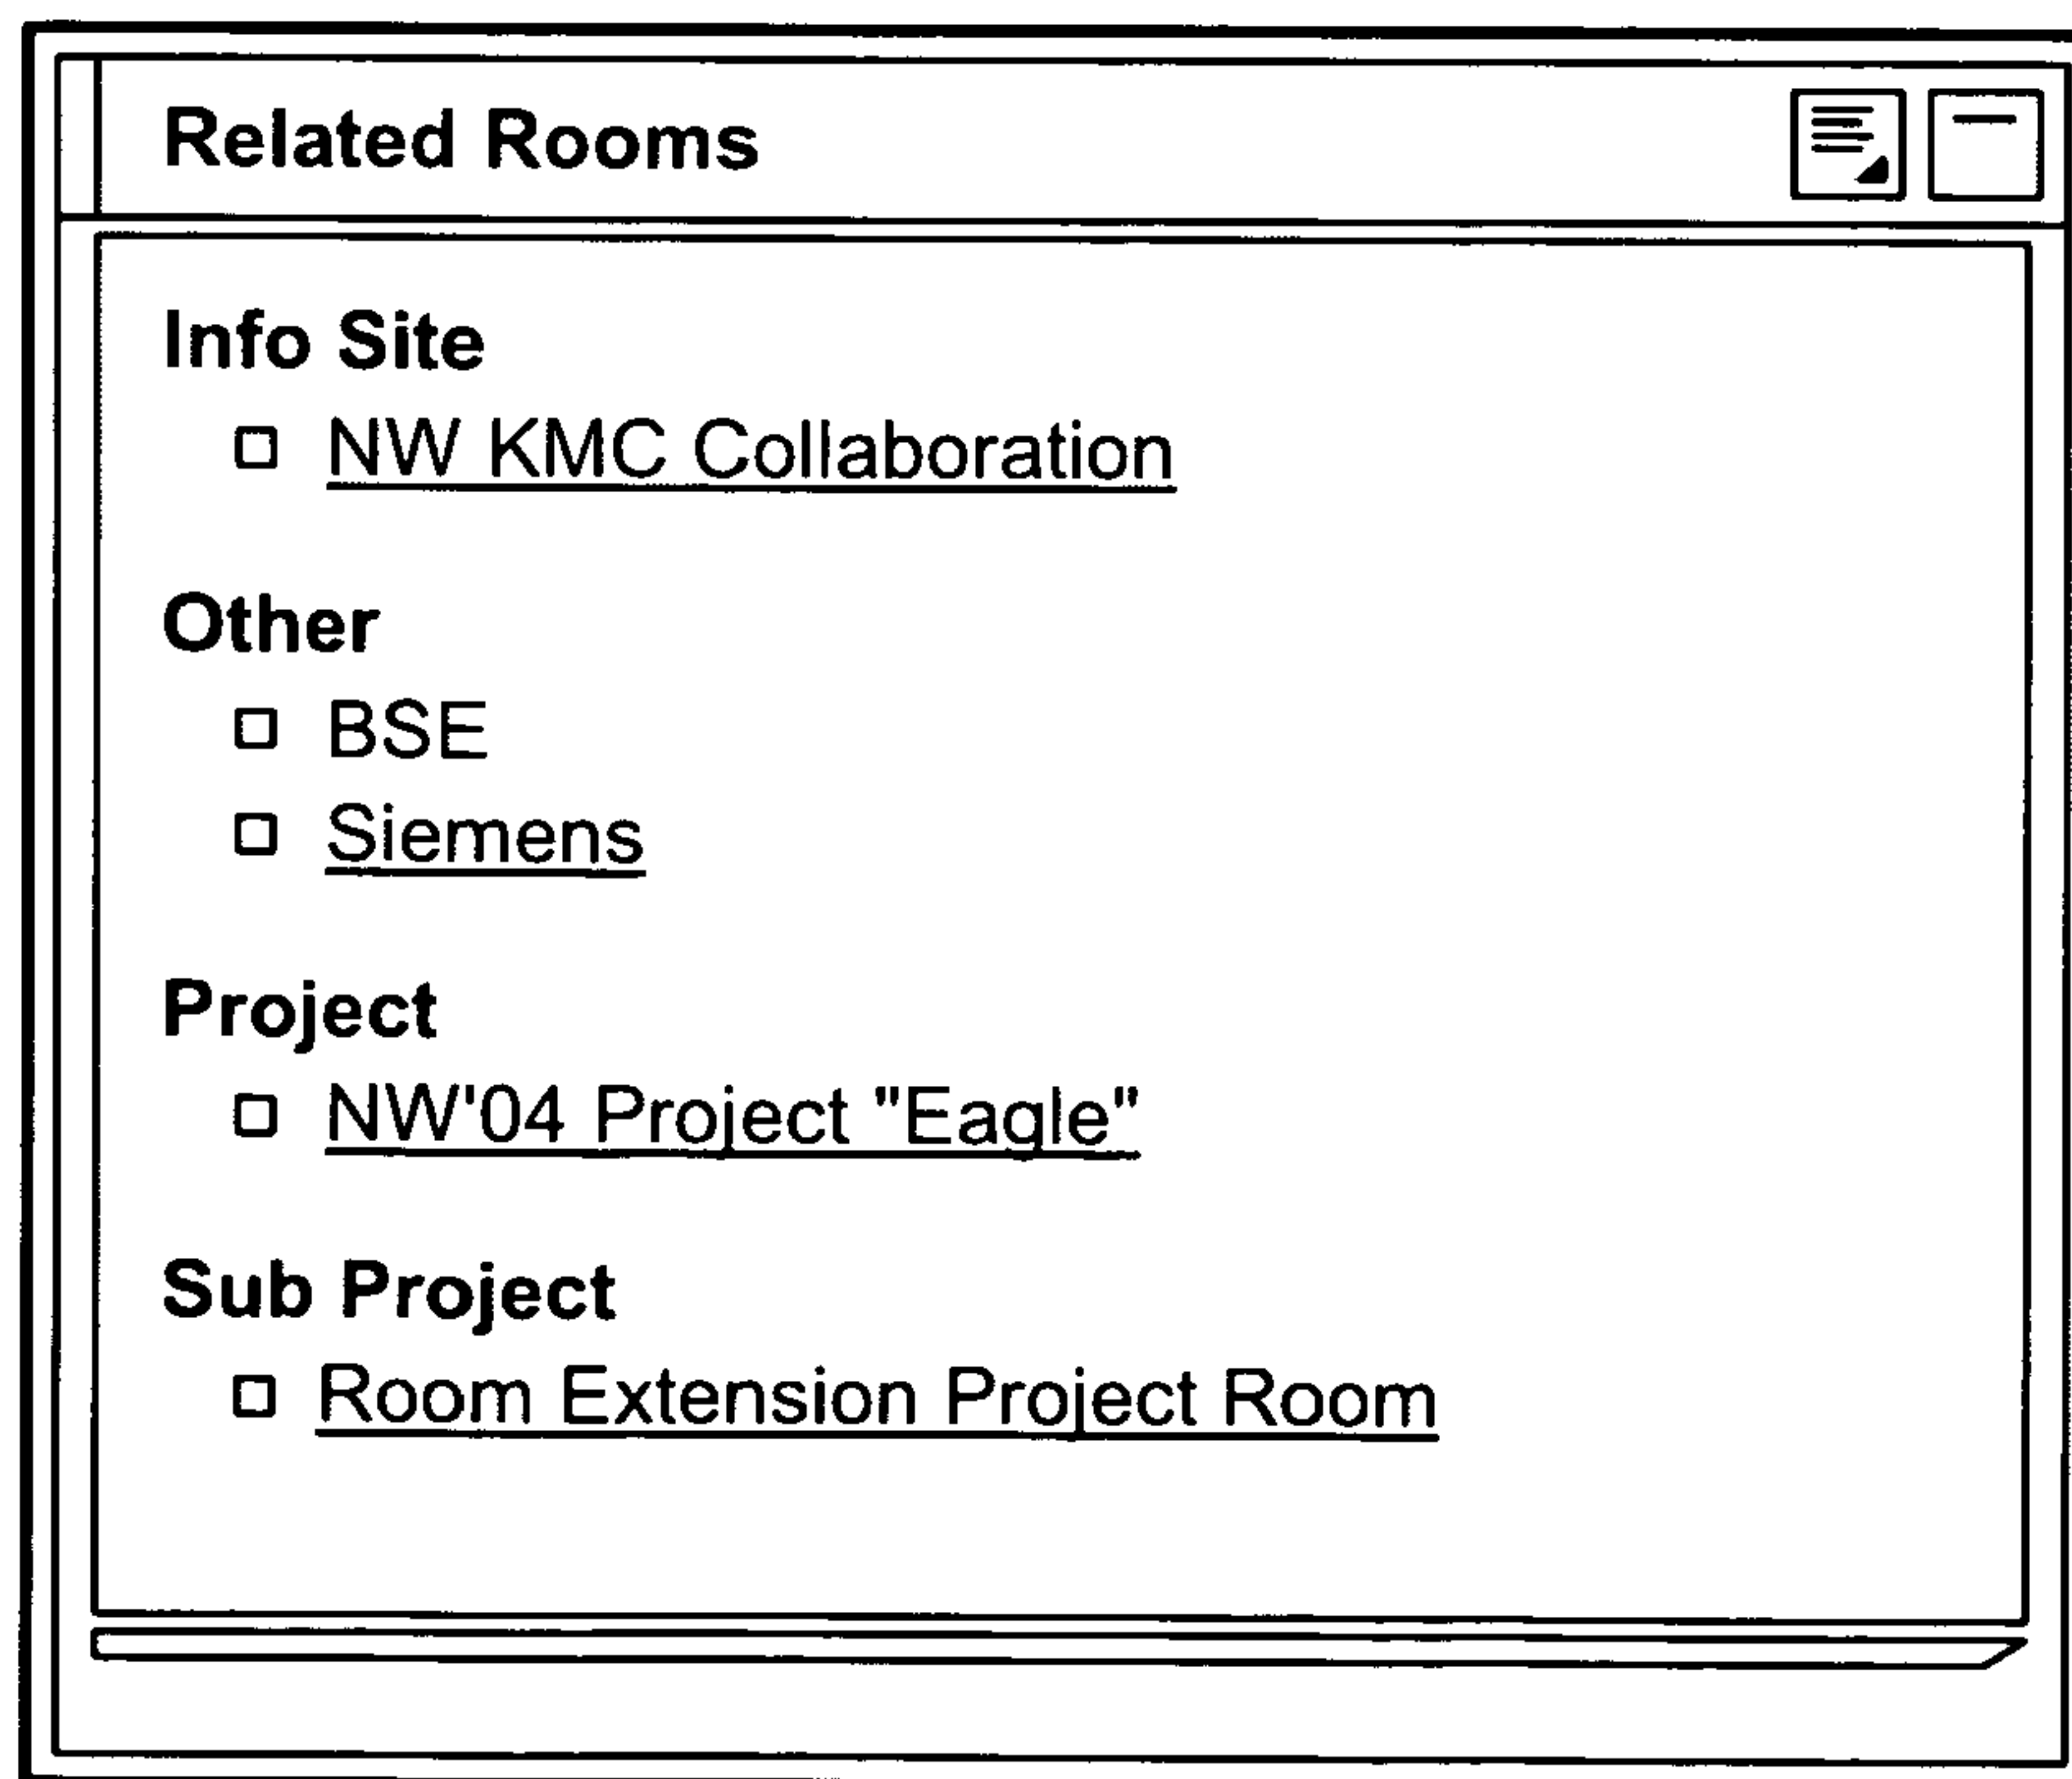 Related Rooms
Info Site
NW KMC Collaboration
Other
BSE
Siemens
Project
NW'04 Project "Eagle"
Sub Project
Room Extension Project Room